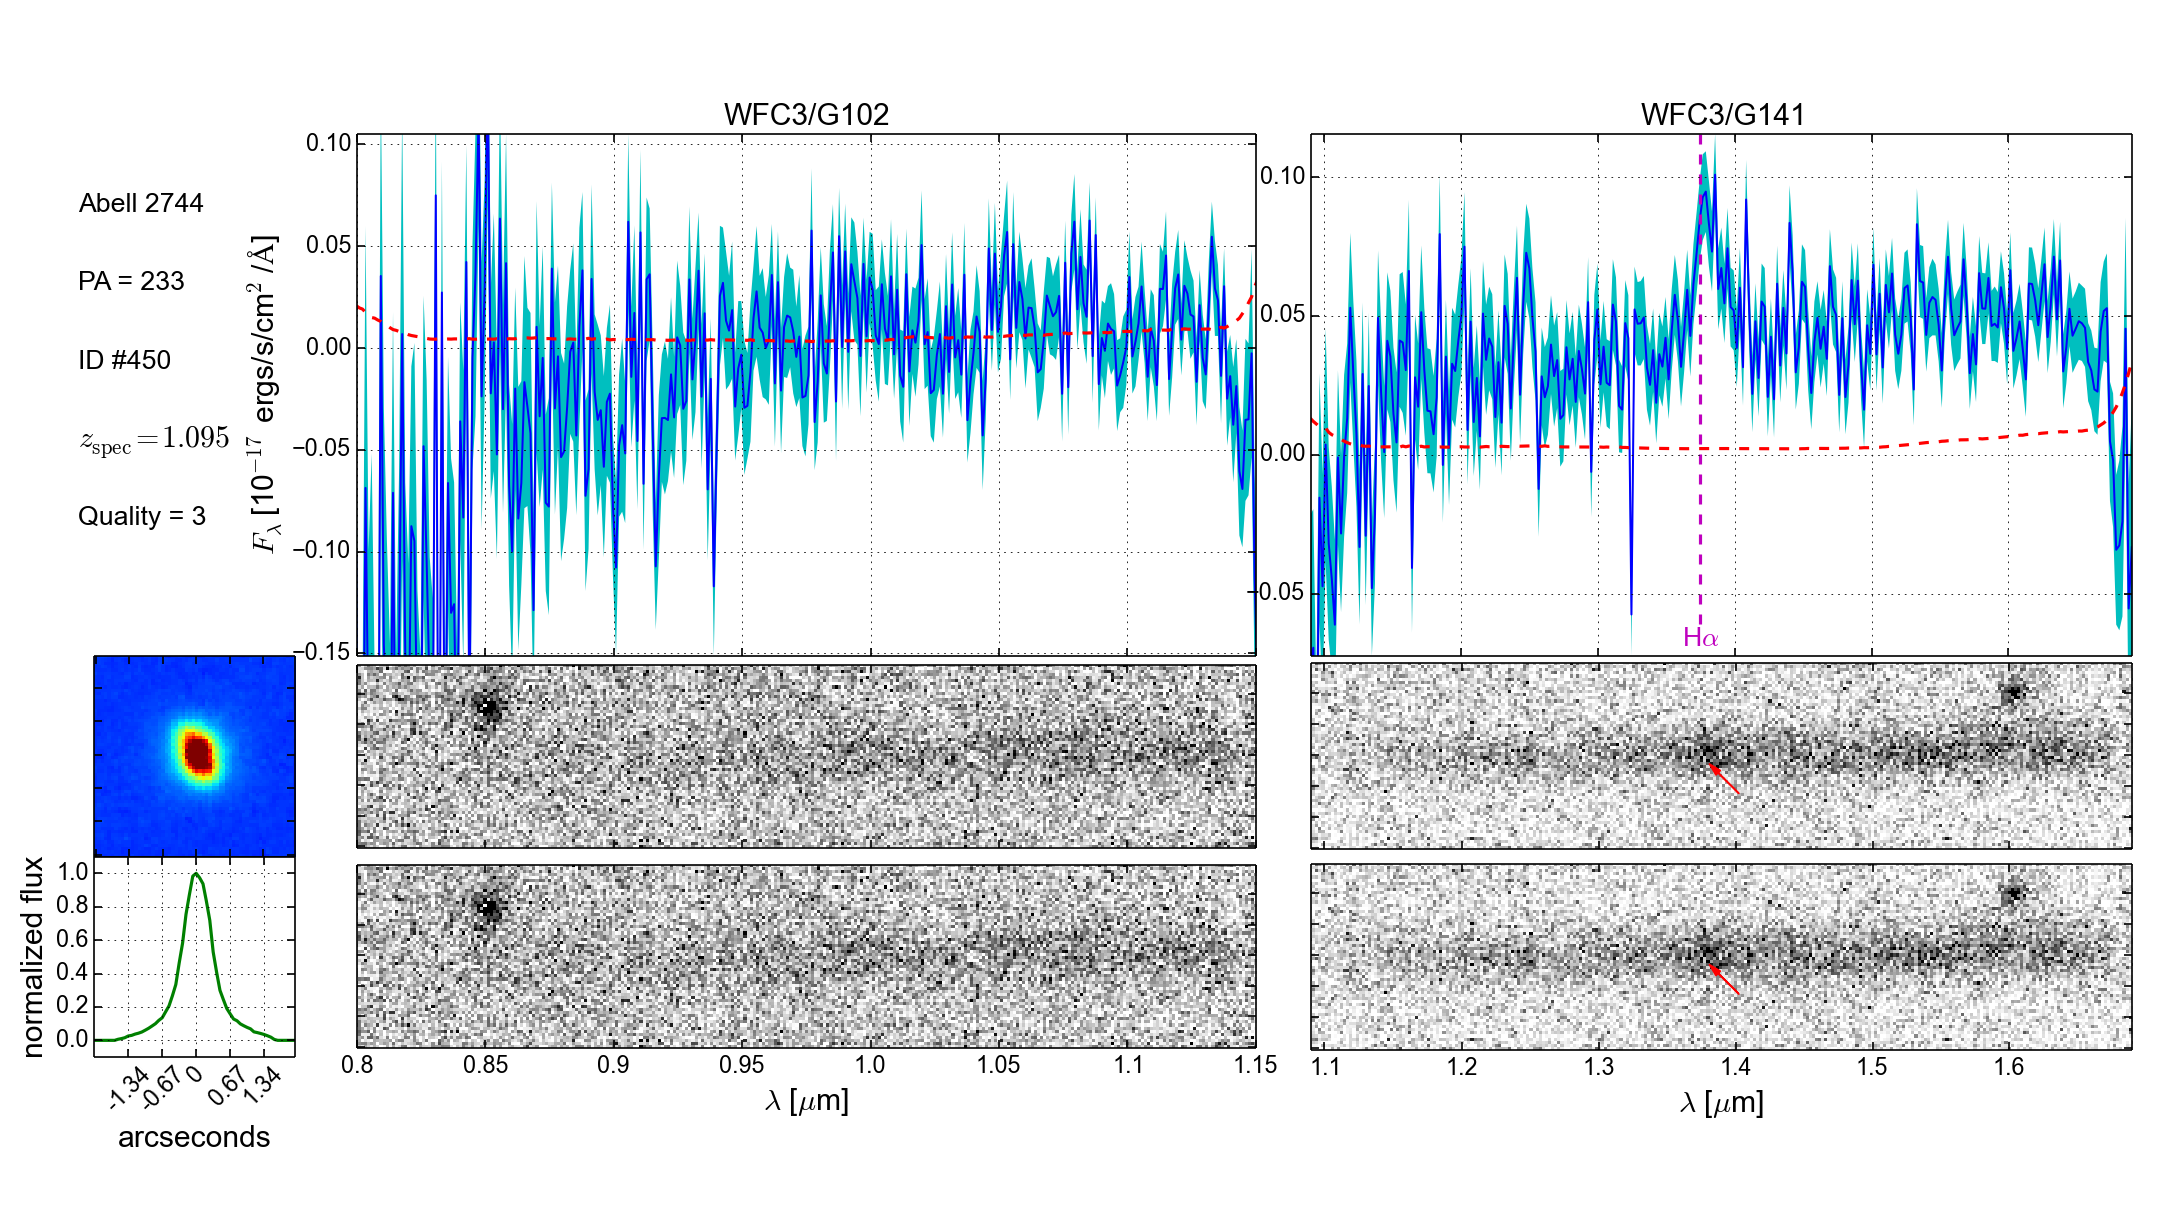 WFC3/G102
WFC3/G141
Abell 2744
PA = 233
ID #450
z_spec = 1.095
Quality = 3
F_λ [10^−17 ergs/s/cm^2/Å]
0.10
0.05
0.00
−0.05
−0.10
−0.15
0.10
0.05
0.00
−0.05
Hα
normalized flux
1.0
0.8
0.6
0.4
0.2
0.0
-1.34 -0.67 0 0.67 1.34
arcseconds
0.8 0.85 0.9 0.95 1.0 1.05 1.1 1.15
λ [μm]
1.1 1.2 1.3 1.4 1.5 1.6
λ [μm]